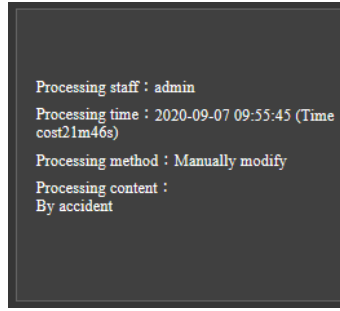 Processing staff：admin
Processing time：2020-09-07 09:55:45 (Time
cost21m46s)
Processing method：Manually modify
Processing content：
By accident